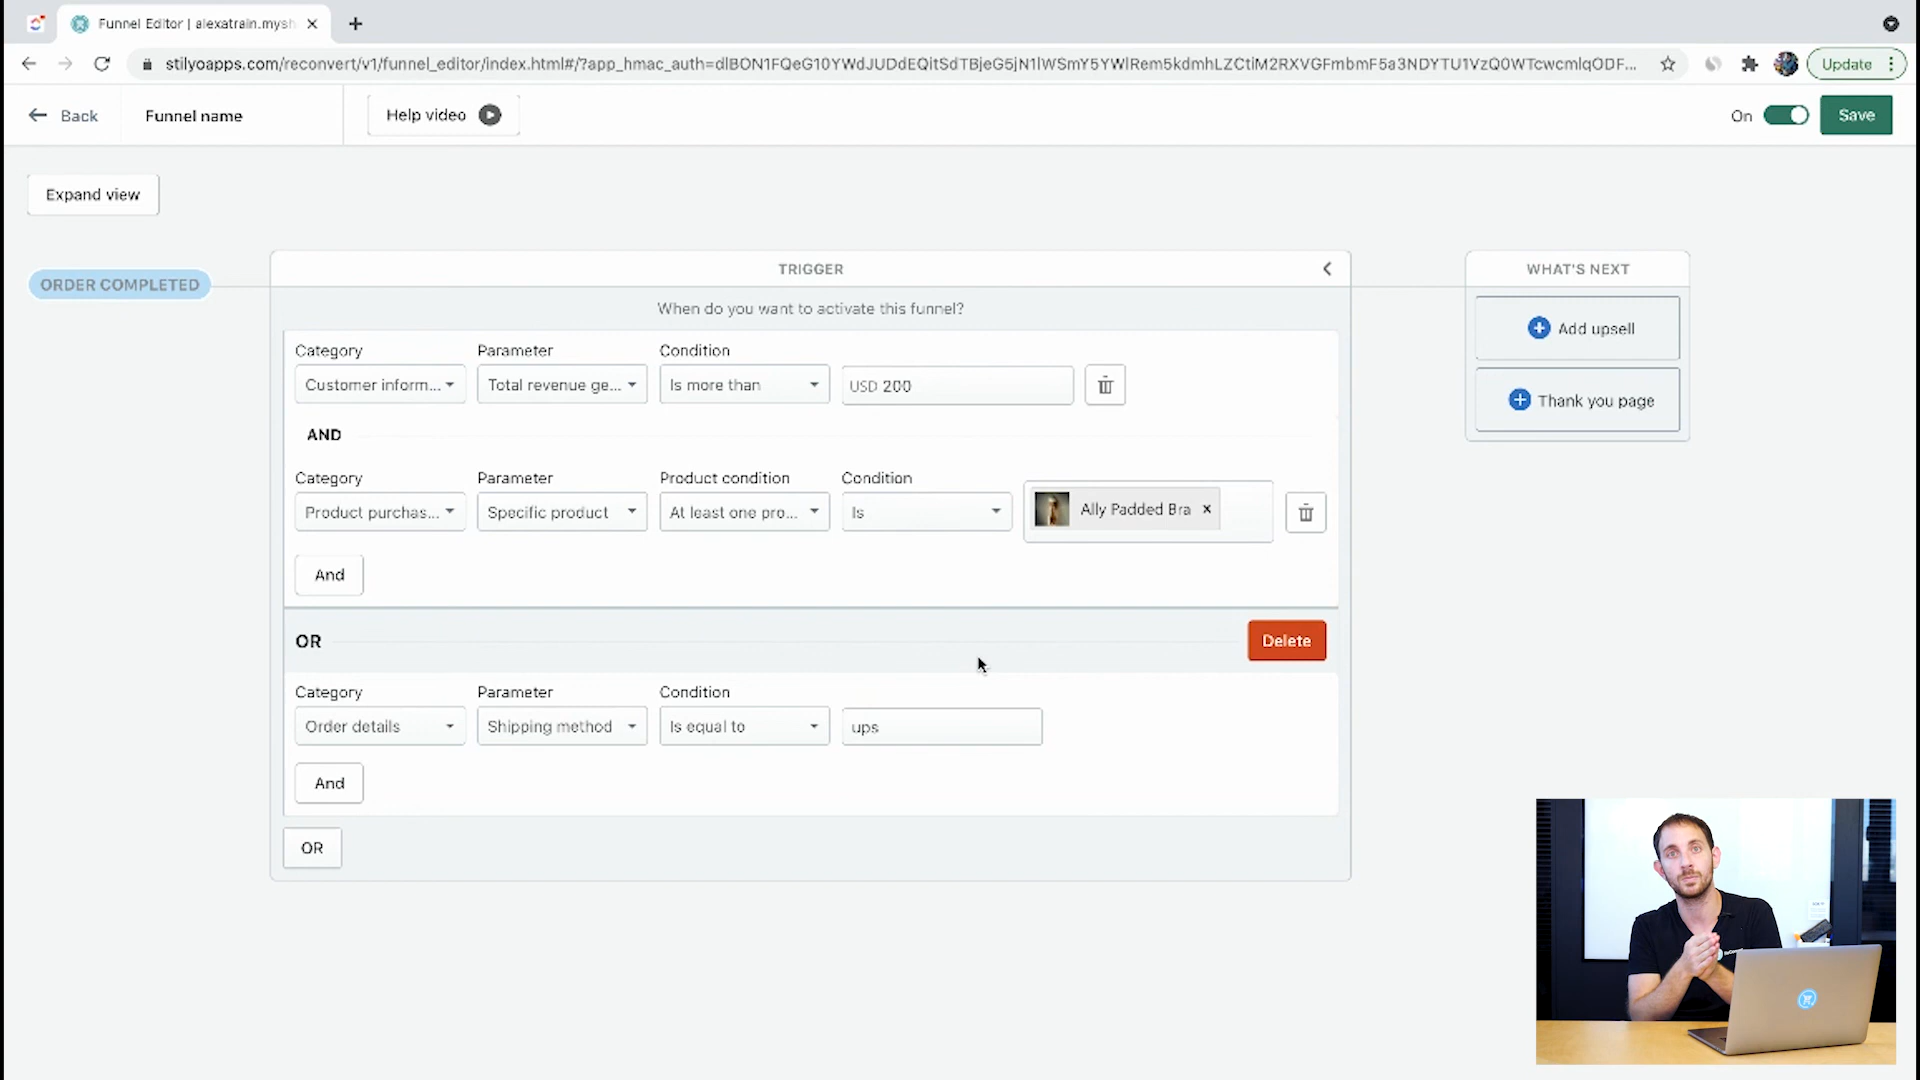 Funnel Editor | alexatrain.mysh
stilyoapps.com/reconvert/v1/funnel_editor/index.html#/?app_hmac_auth=
Update
Back
Funnel name
Help video
On
Save
Expand view
ORDER COMPLETED
TRIGGER
When do you want to activate this funnel?
Category Parameter Condition
Customer inform... Total revenue ge... Is more than USD 200
AND
Category Parameter Product condition Condition
Product purchas... Specific product At least one pro... Is Ally Padded Bra ×
And
OR
Delete
Category Parameter Condition
Order details Shipping method Is equal to ups
And
OR
WHAT'S NEXT
Add upsell
Thank you page